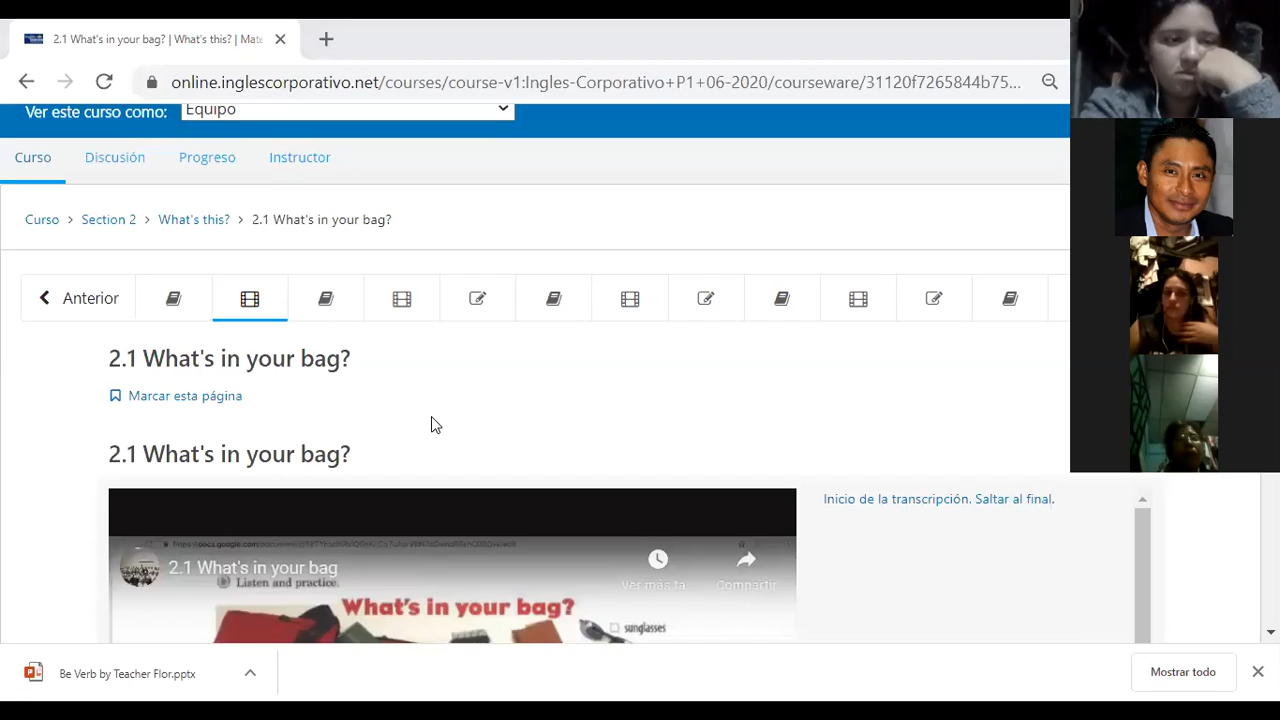 2.1 What's in your bag? | What's this? | Mate
online.inglescorporativo.net/courses/course-v1:Ingles-Corporativo+P1+06-2020/courseware/31120f7265844b75...
Ver este curso como: Equipo
Curso Discusión Progreso Instructor
Curso > Section 2 > What's this? > 2.1 What's in your bag?
Anterior
2.1 What's in your bag?
Marcar esta página
2.1 What's in your bag?
Inicio de la transcripción. Saltar al final.
2.1 What's in your bag
Ver más ta
Compartir
Listen and practice.
What's in your bag?
sunglasses
Be Verb by Teacher Flor.pptx
Mostrar todo